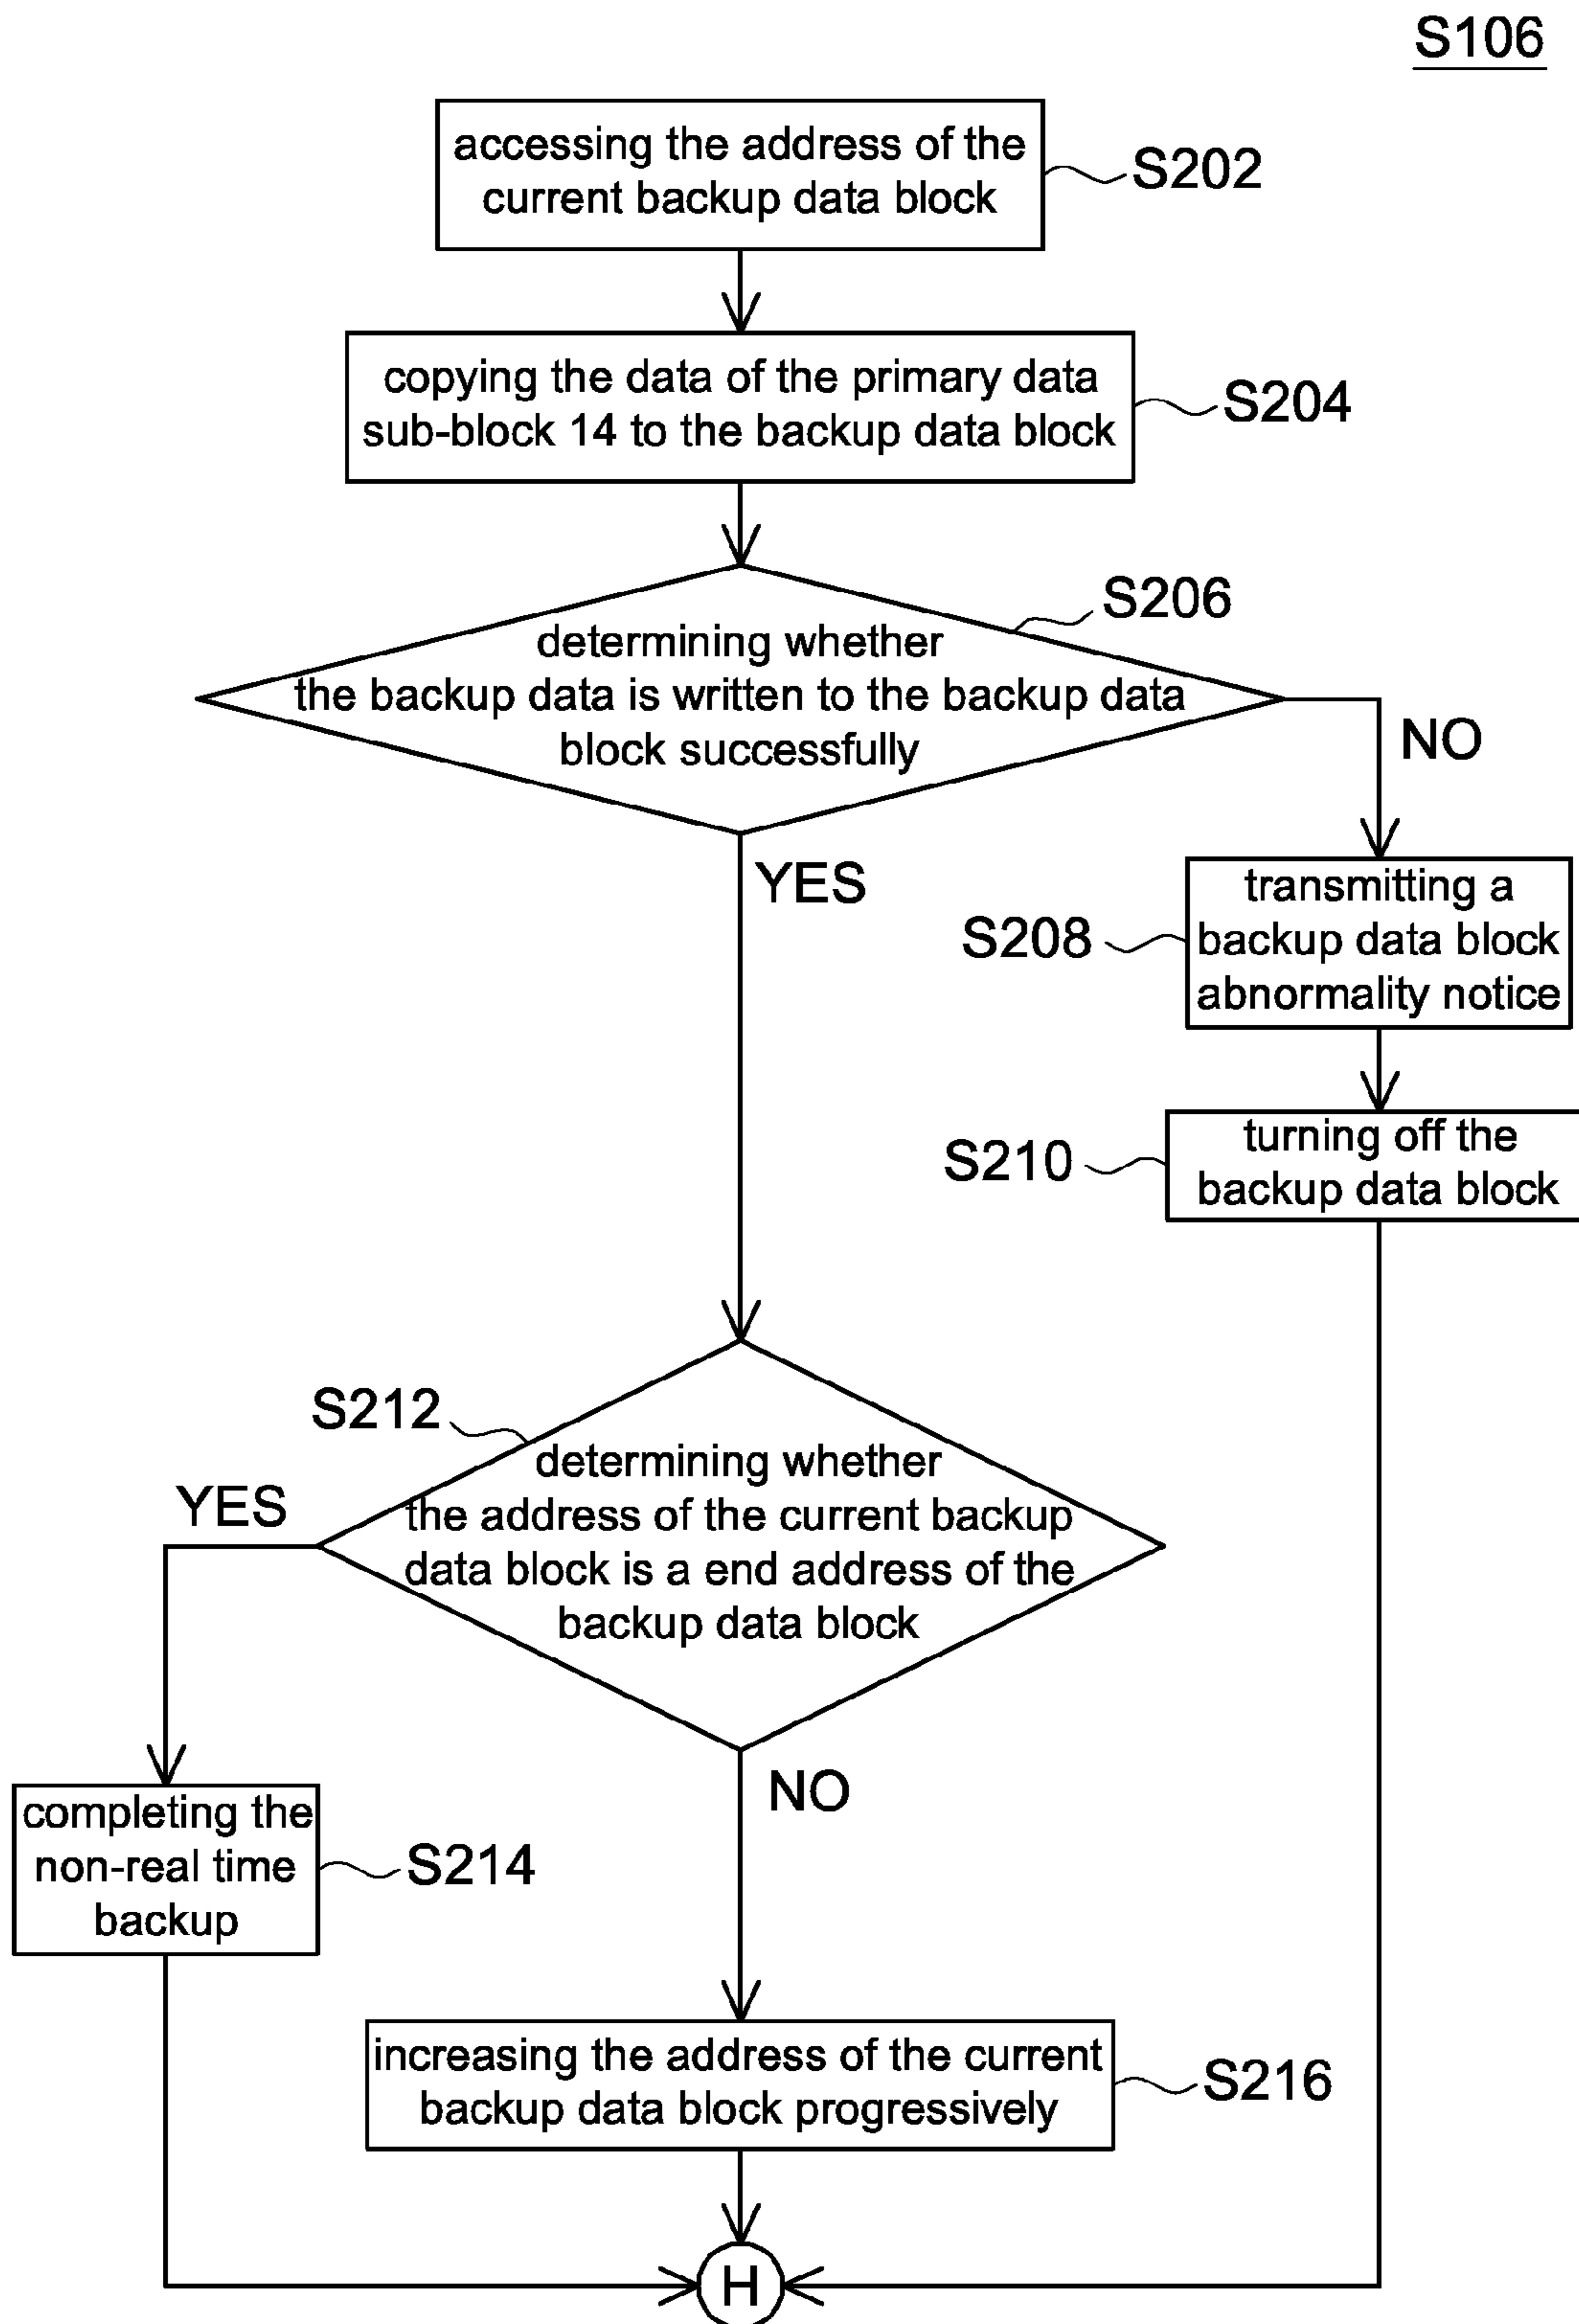 S106
accessing the address of the
current backup data block
S202
copying the data of the primary data
sub-block 14 to the backup data block
S204
S206
determining whether
the backup data is written to the backup data
block successfully
NO
YES
transmitting a
backup data block
abnormality notice
S208
turning off the
backup data block
S210
S212
determining whether
the address of the current backup
data block is a end address of the
backup data block
YES
NO
completing the
non-real time
backup
S214
increasing the address of the current
backup data block progressively
S216
H